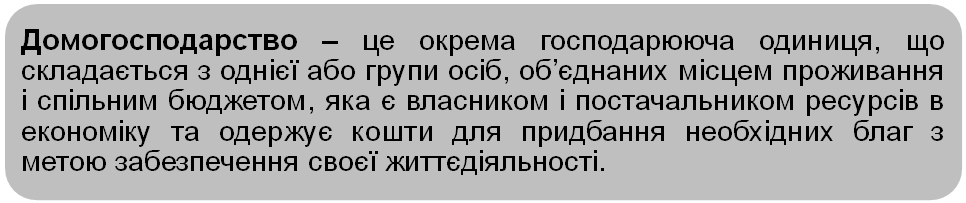 Домогосподарство – це окрема господарююча одиниця, що
складається з однієї або групи осіб, об’єднаних місцем проживання
і спільним бюджетом, яка є власником і постачальником ресурсів в
економіку та одержує кошти для придбання необхідних благ з
метою забезпечення своєї життєдіяльності.